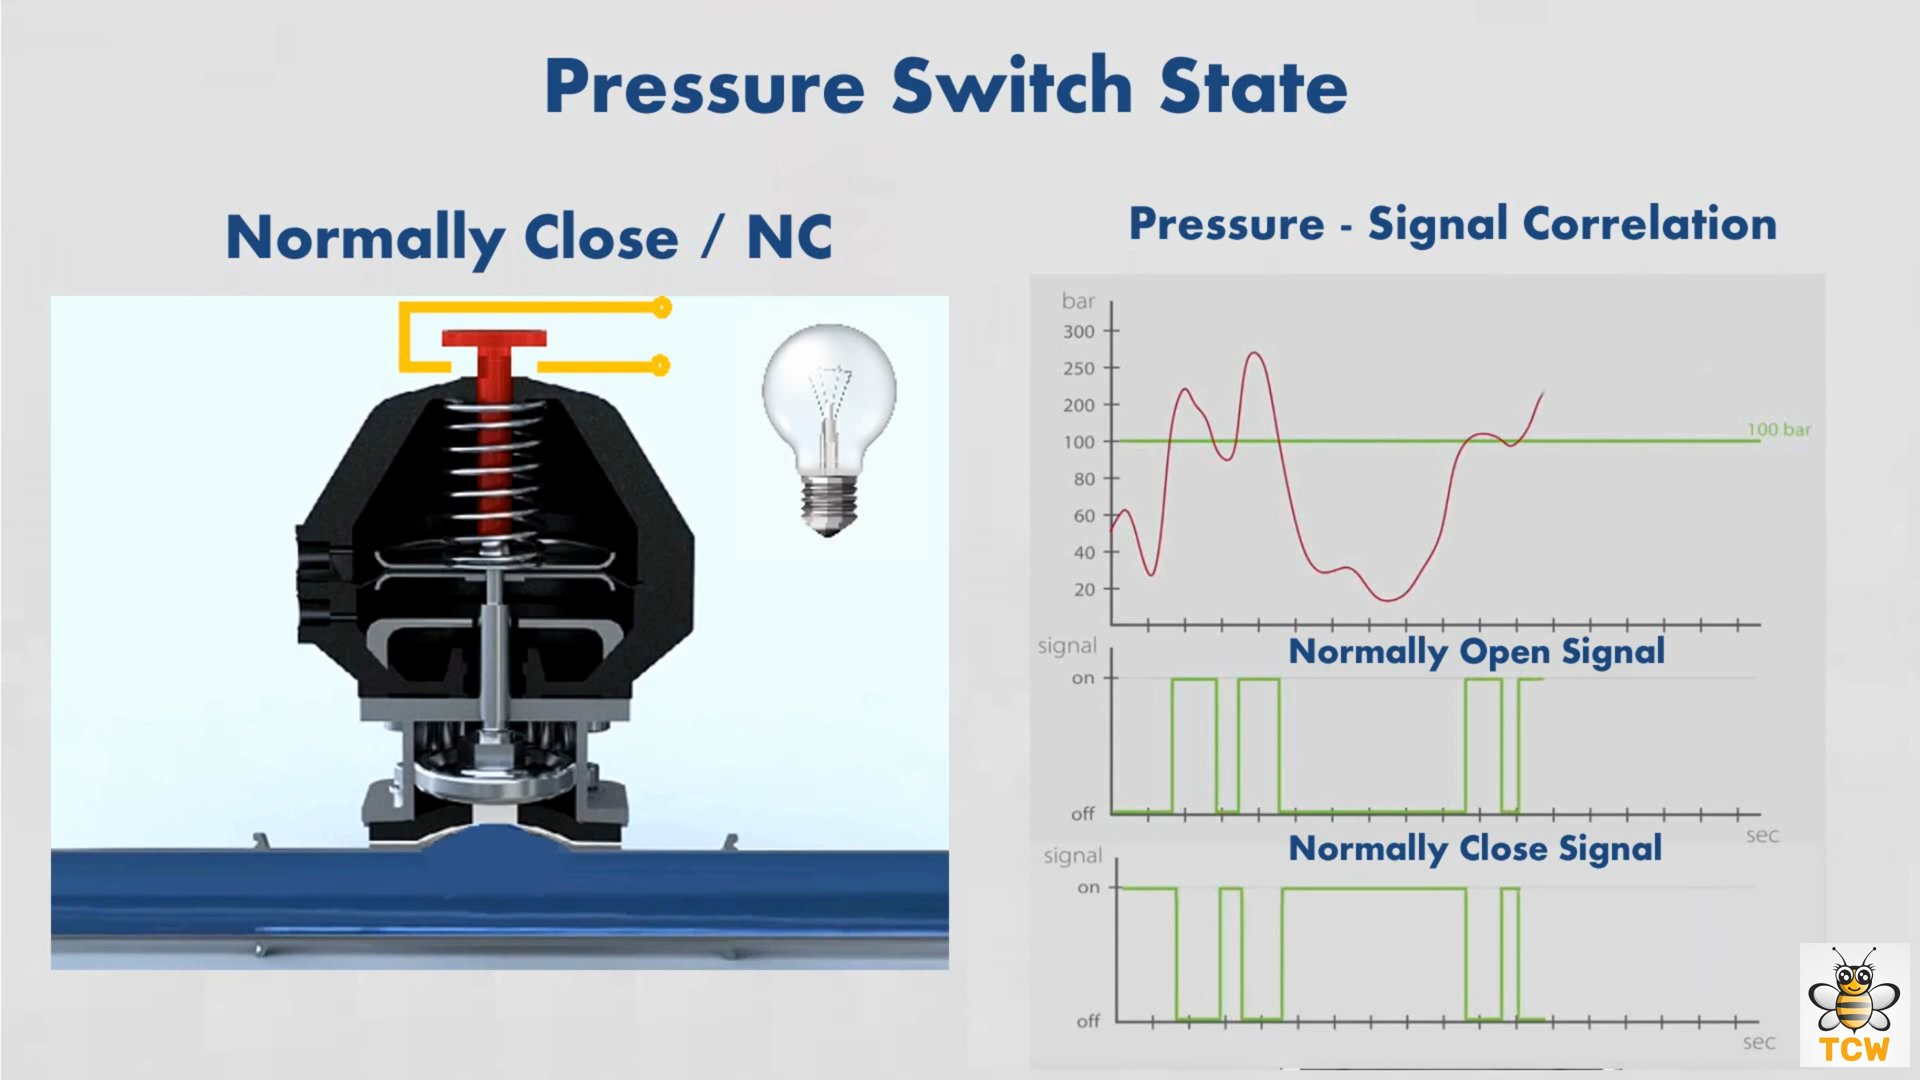 Pressure Switch State
Normally Close / NC
Pressure - Signal Correlation
bar
300
250
200
100
80
60
40
20
100 bar
signal
Normally Open Signal
on
off
sec
signal
Normally Close Signal
on
off
sec
TCW